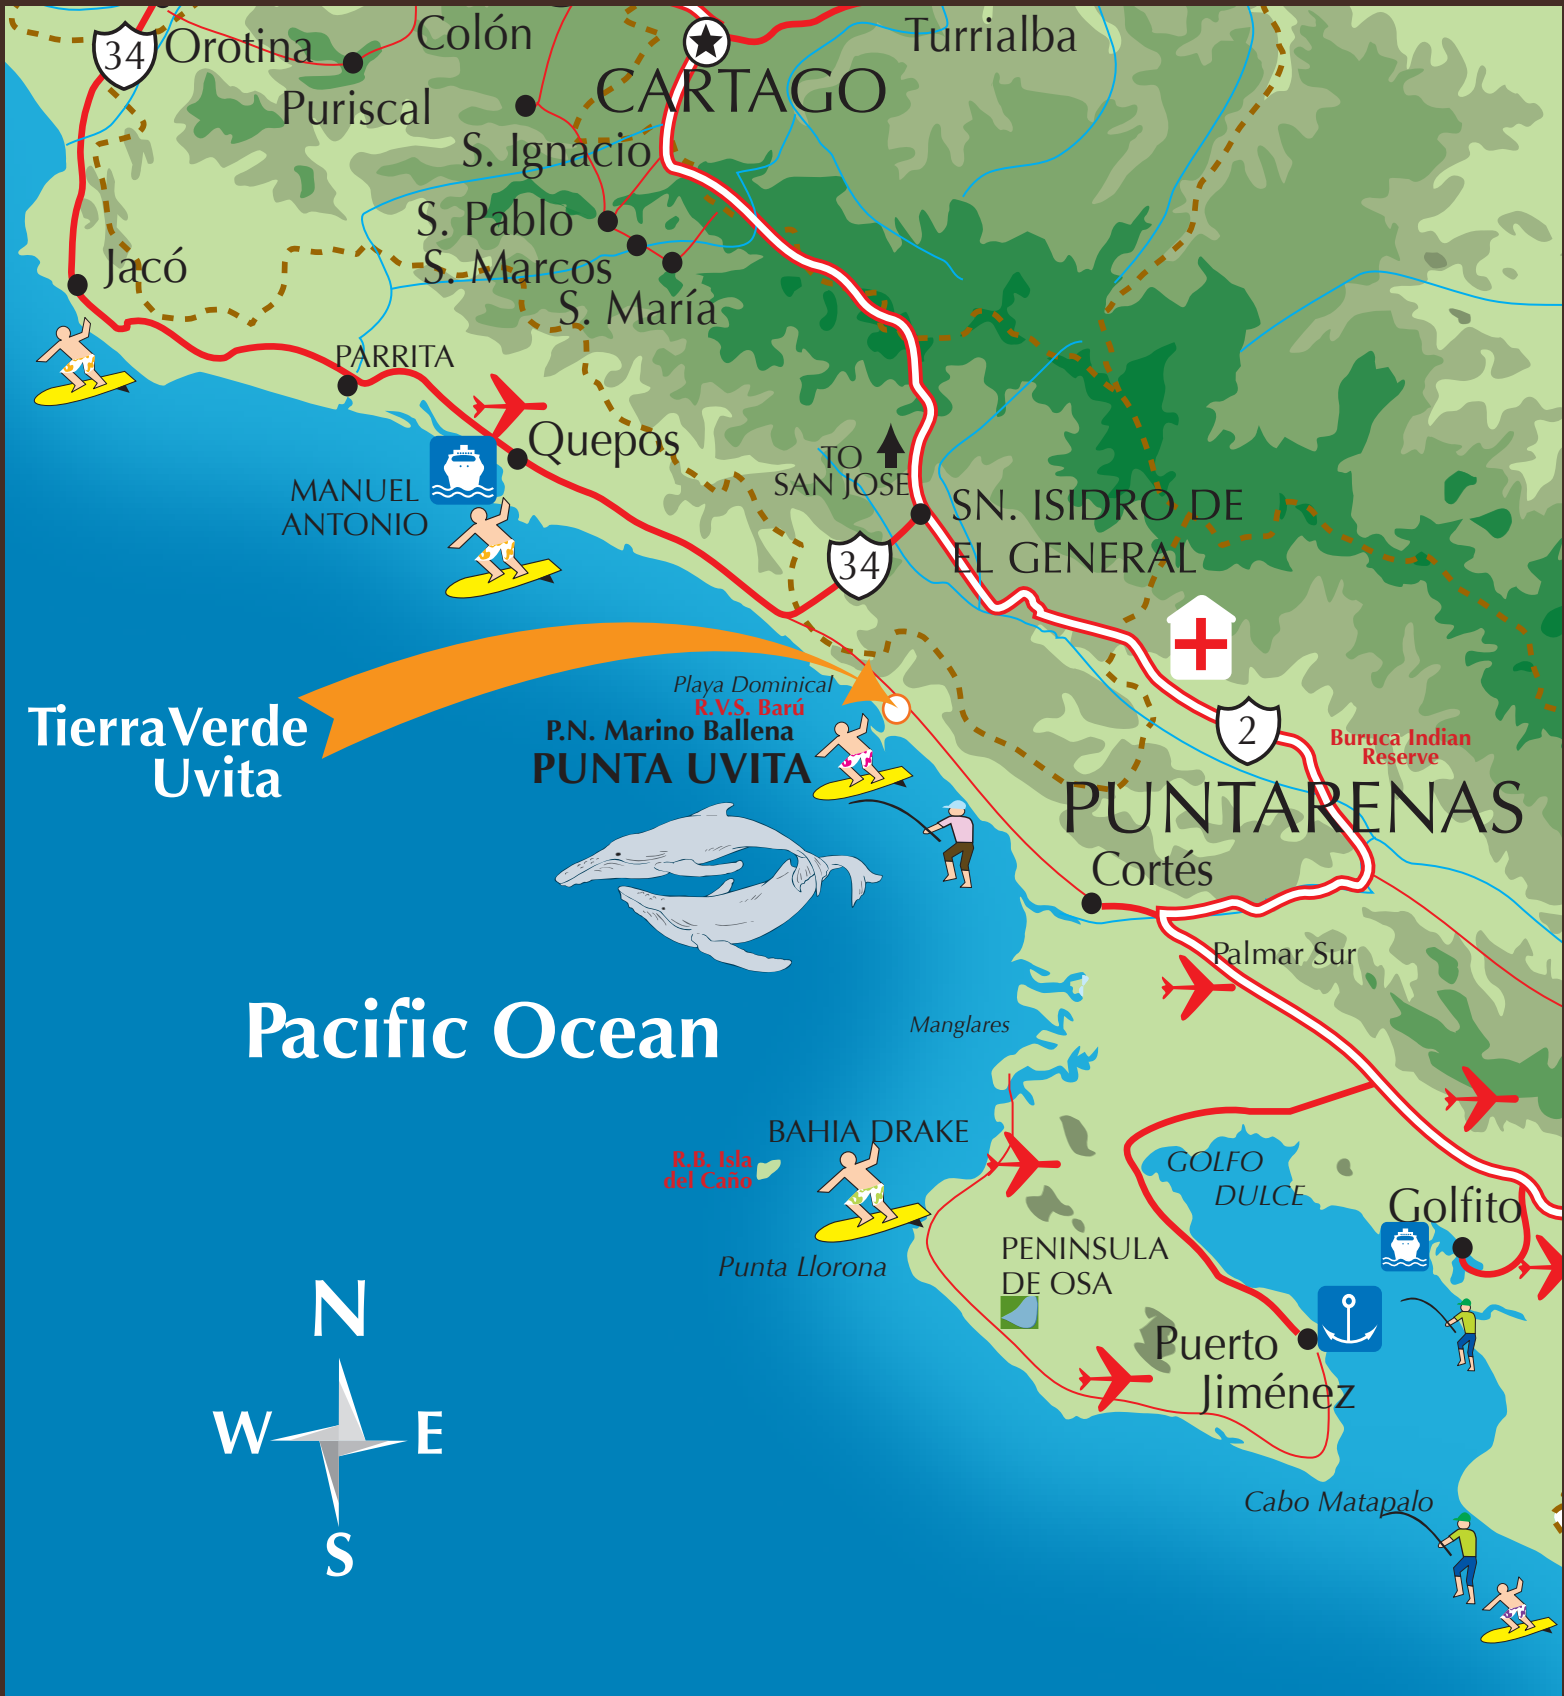 34
Orotina
Colón
Turrialba
Puriscal
CARTAGO
S. Ignacio
S. Pablo
S. Marcos
S. María
Jacó
PARRITA
Quepos
MANUEL
ANTONIO
TO
SAN JOSE
SN. ISIDRO DE
EL GENERAL
34
Playa Dominical
R.V.S. Barú
P.N. Marino Ballena
PUNTA UVITA
TierraVerde
Uvita
2
Buruca Indian
Reserve
PUNTARENAS
Cortés
Palmar Sur
Pacific Ocean
Manglares
BAHIA DRAKE
R.B. Isla
del Caño
GOLFO
DULCE
Golfito
Punta Llorona
PENINSULA
DE OSA
Puerto
Jiménez
N
W
E
S
Cabo Matapalo